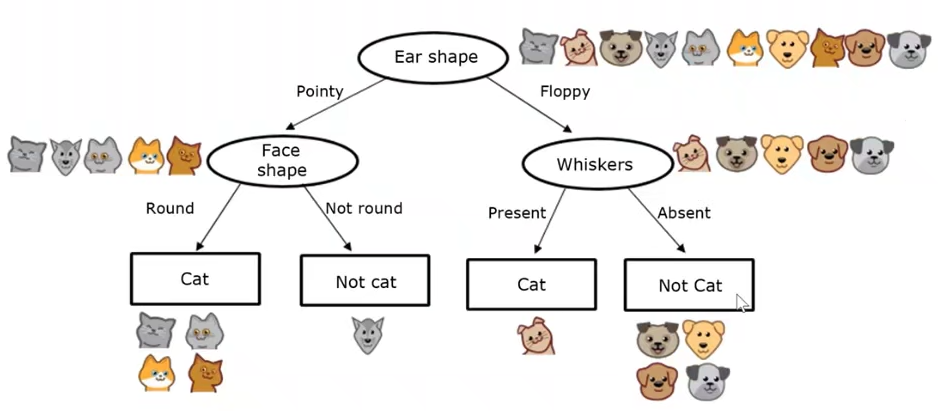 Ear shape
Pointy
Floppy
Face
shape
Whiskers
Round
Not round
Present
Absent
Cat
Not cat
Cat
Not Cat